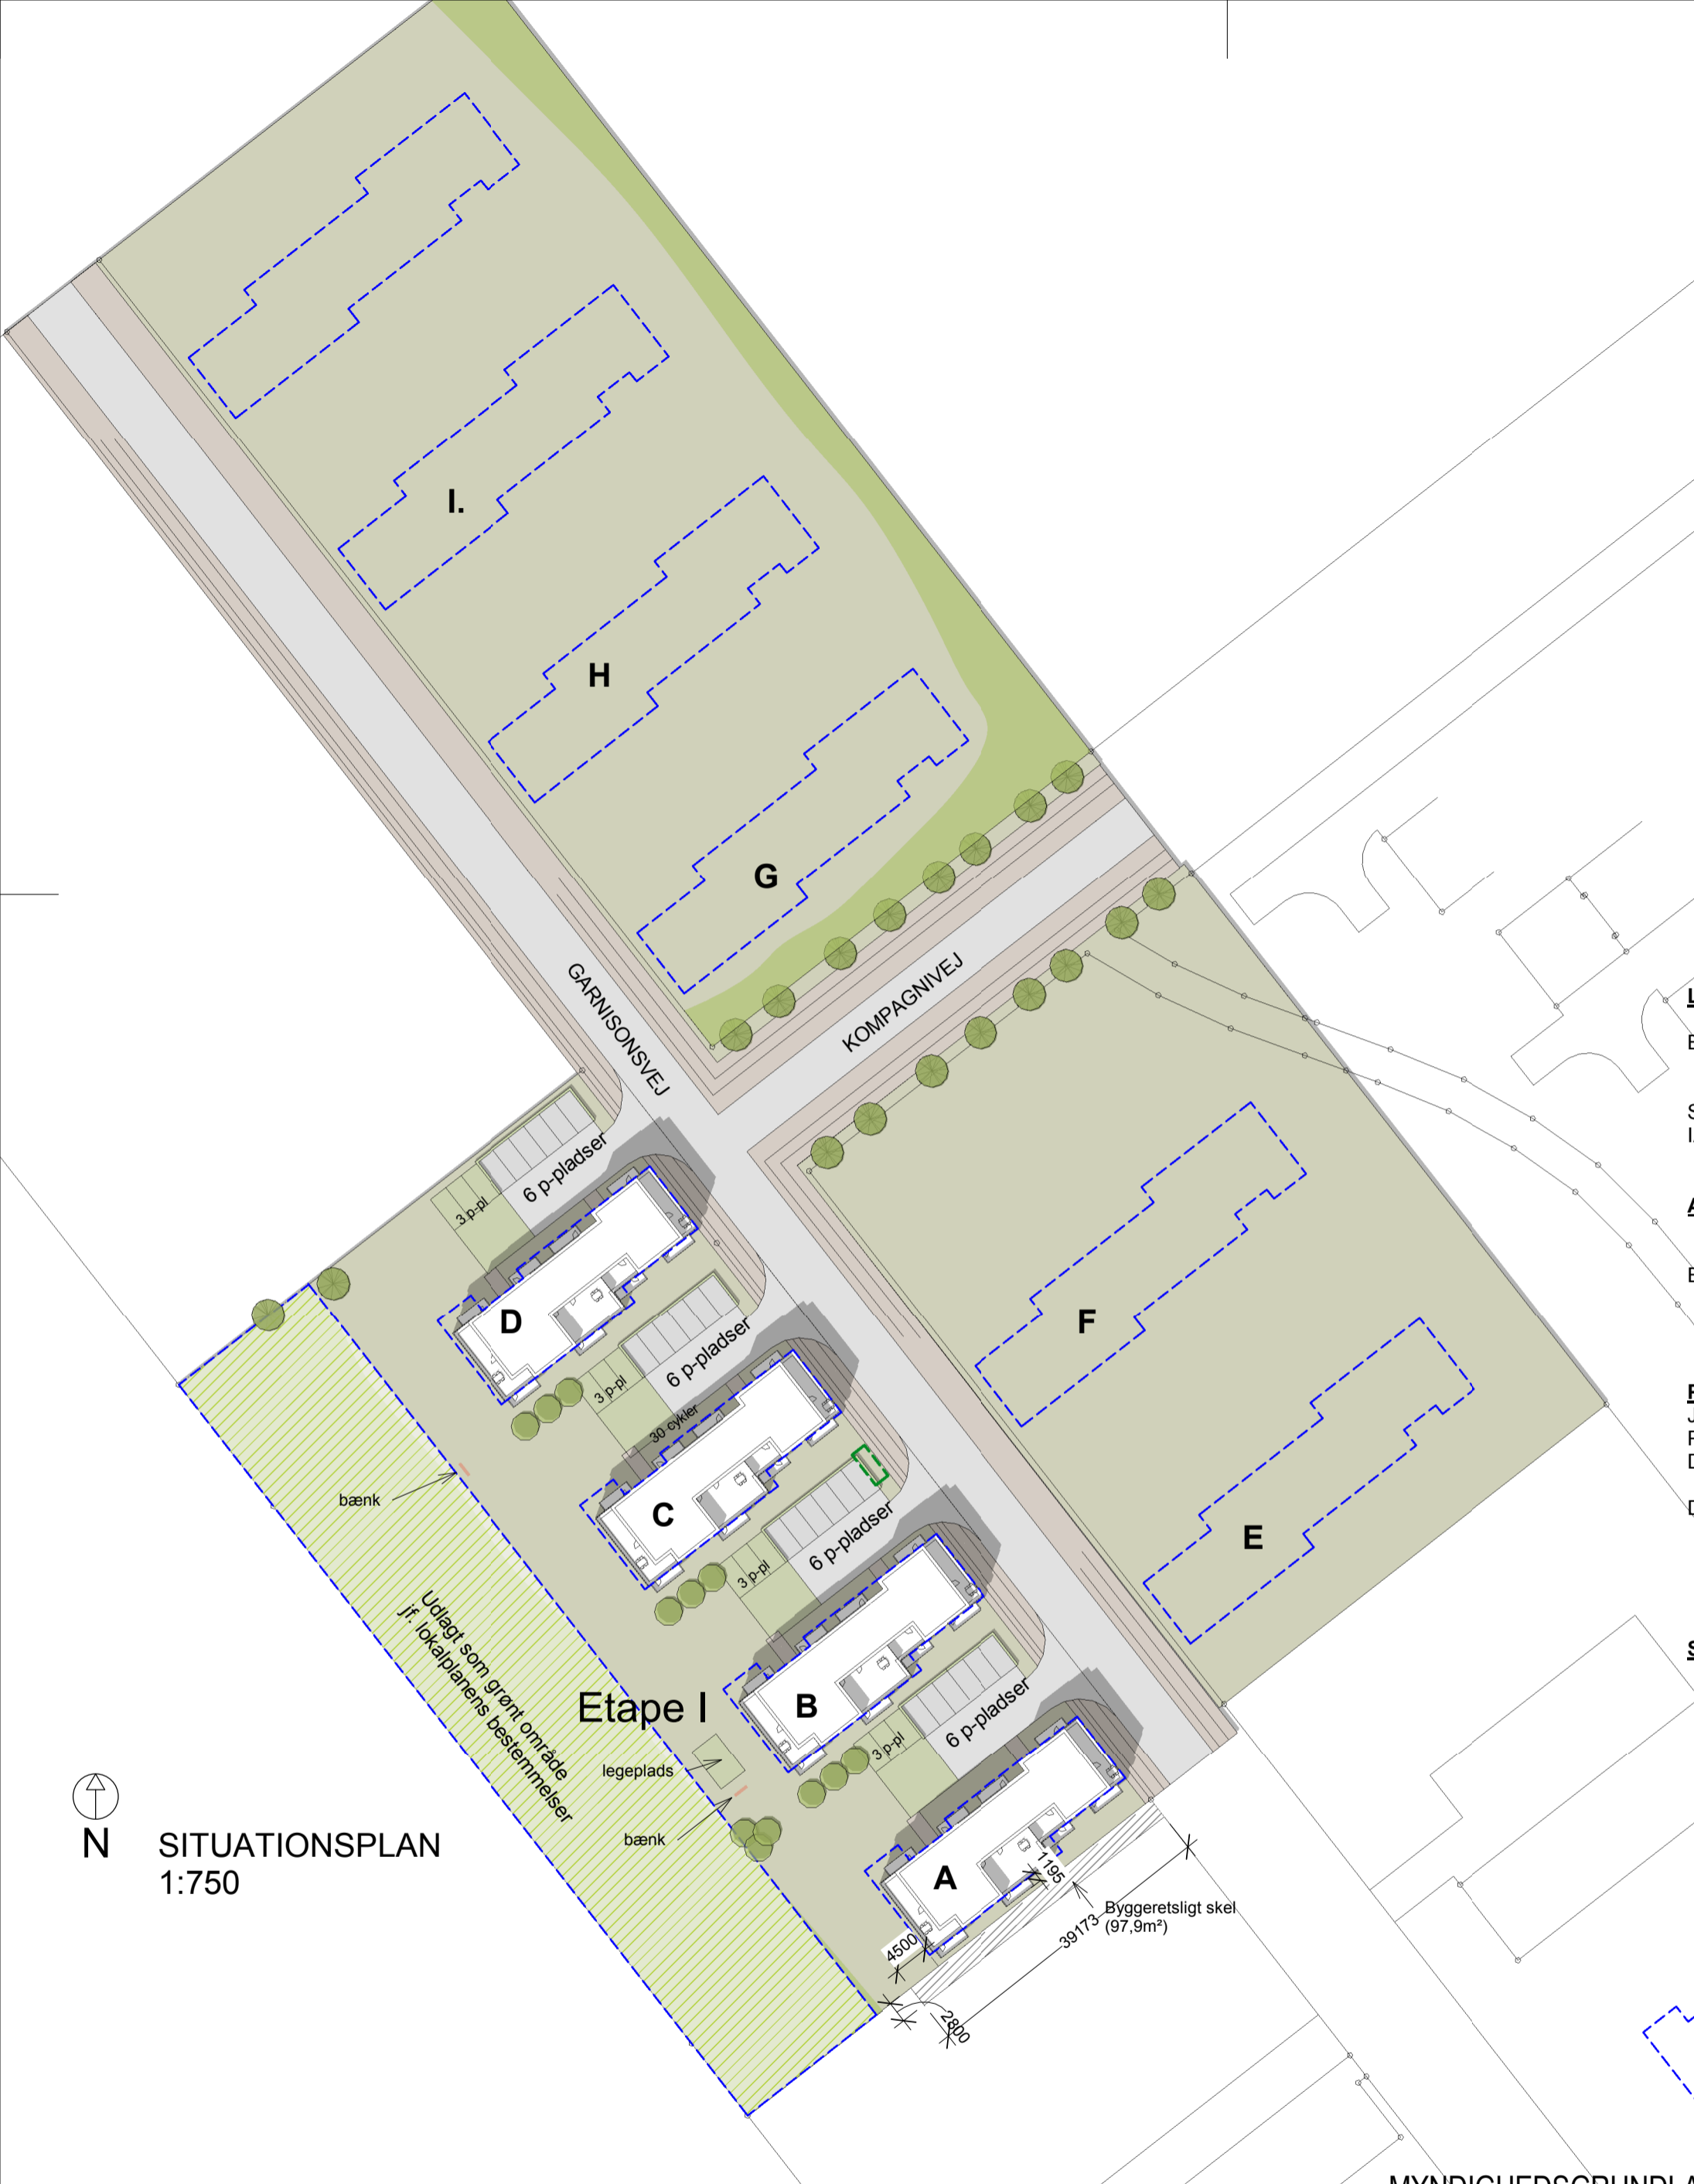 I.
H
G
GARNISONSVEJ
KOMPAGNIVEJ
6 p-pladser
3 p-pl
D
F
6 p-pladser
3 p-pl
30 cykler
bænk
C
E
6 p-pladser
3 p-pl
Udlagt som grønt område
jf. lokalplanens bestemmelser
Etape I
B
6 p-pladser
3 p-pl
legeplads
bænk
A
1195
Byggeretsligt skel
(97,9m²)
39173
4500
2800
N
SITUATIONSPLAN
1:750